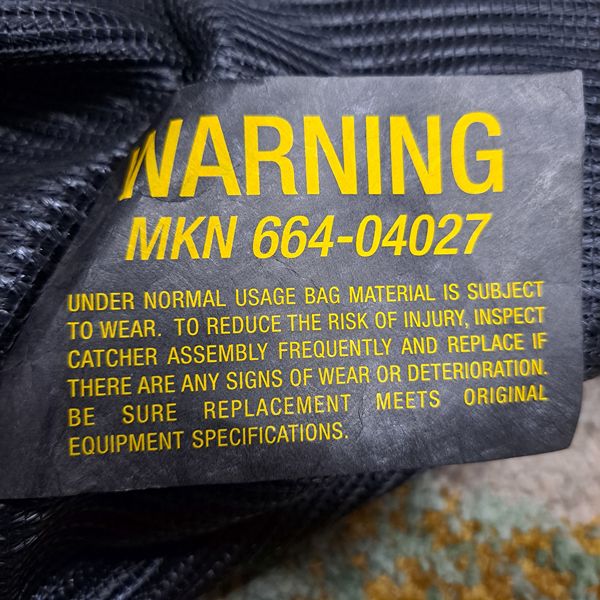 WARNING
MKN 664-04027
UNDER NORMAL USAGE BAG MATERIAL IS SUBJECT
TO WEAR. TO REDUCE THE RISK OF INJURY, INSPECT
CATCHER ASSEMBLY FREQUENTLY AND REPLACE IF
THERE ARE ANY SIGNS OF WEAR OR DETERIORATION.
BE SURE REPLACEMENT MEETS ORIGINAL
EQUIPMENT SPECIFICATIONS.